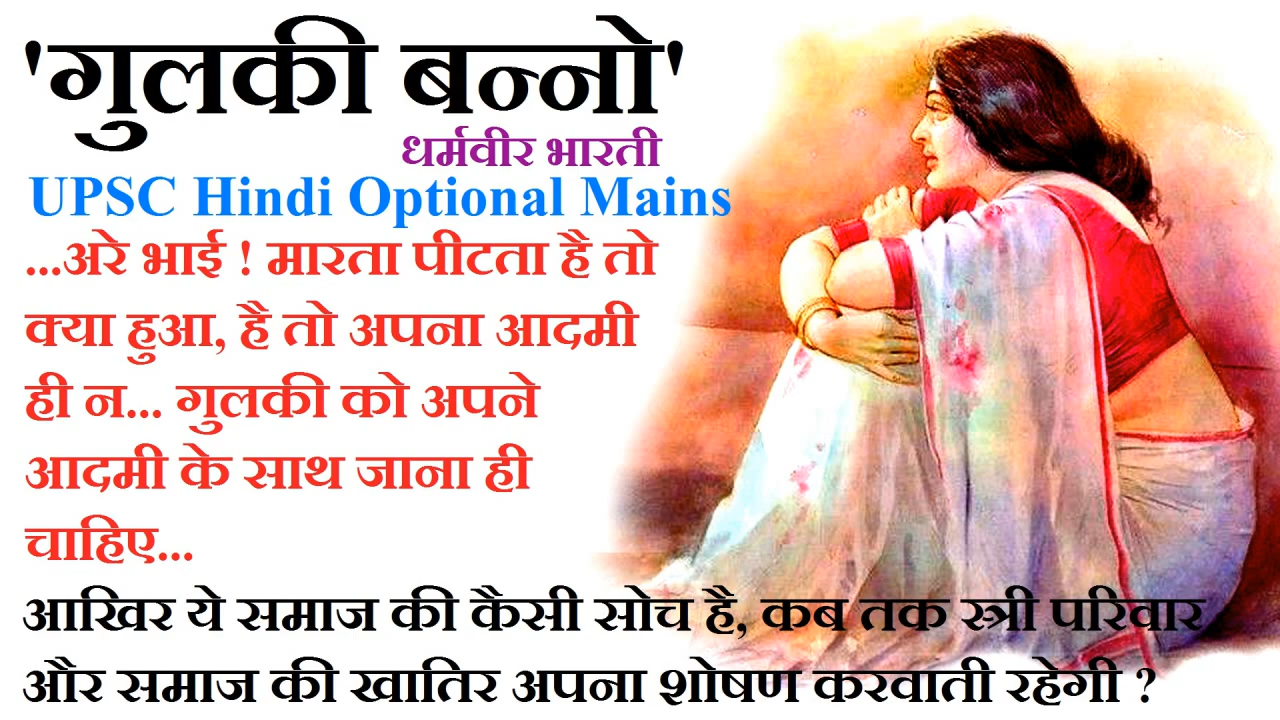 'गुलकी बन्नो'
धर्मवीर भारती
UPSC Hindi Optional Mains
...अरे भाई ! मारता पीटता है तो
क्या हुआ, है तो अपना आदमी
ही न... गुलकी को अपने
आदमी के साथ जाना ही
चाहिए...
आखिर ये समाज की कैसी सोच है, कब तक स्त्री परिवार
और समाज की खातिर अपना शोषण करवाती रहेगी ?